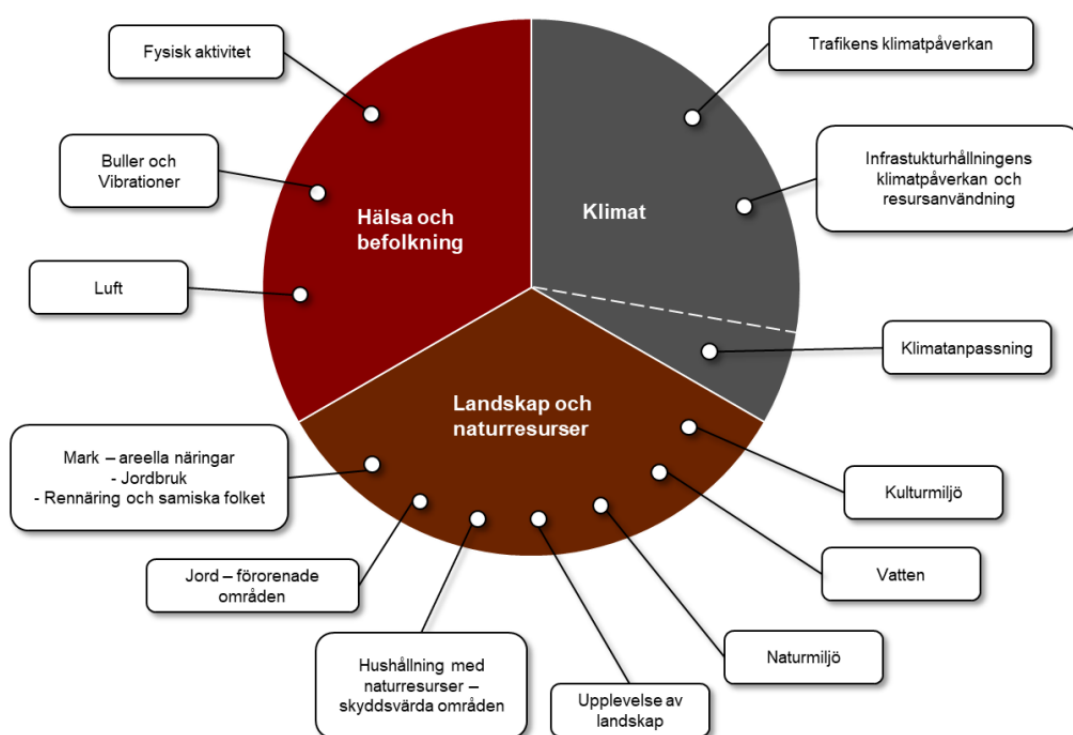 Fysisk aktivitet
Trafikens klimatpåverkan
Buller och
Vibrationer
Infrastukturhållningens
klimatpåverkan och
resursanvändning
Hälsa och
befolkning
Klimat
Luft
Klimatanpassning
Landskap och
naturresurser
Mark – areella näringar
- Jordbruk
- Rennäring och samiska folket
Kulturmiljö
Jord – förorenade
områden
Vatten
Hushållning med
naturresurser –
skyddsvärda områden
Naturmiljö
Upplevelse av
landskap